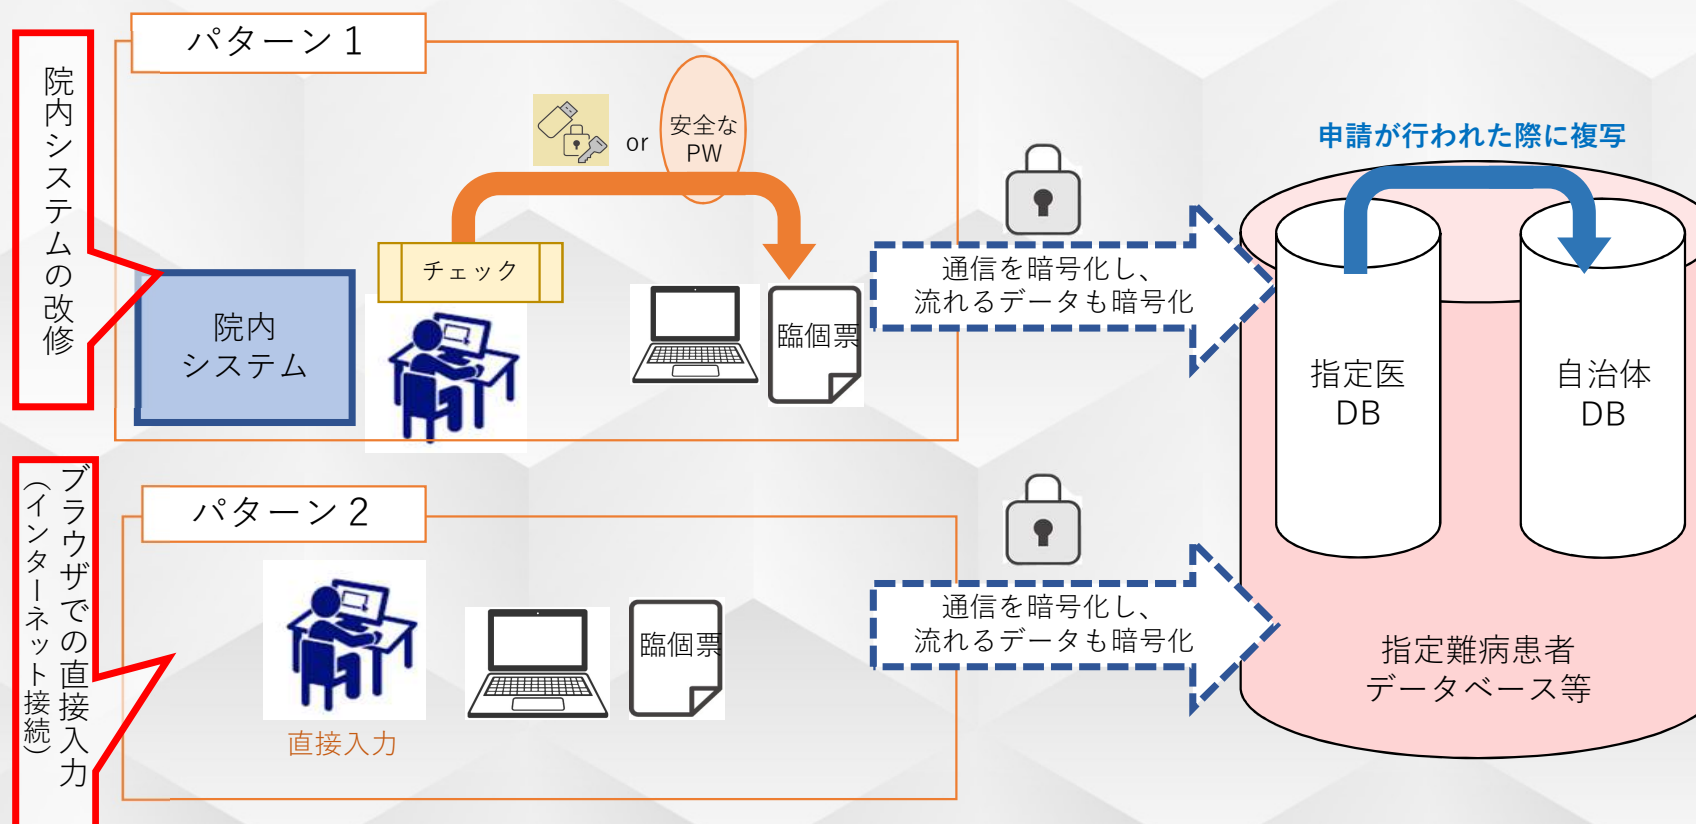 パターン１
院内システムの改修
or
安全な
PW
チェック
院内
システム
臨個票
通信を暗号化し、
流れるデータも暗号化
申請が行われた際に複写
指定医
DB
自治体
DB
指定難病患者
データベース等
パターン２
ブラウザでの直接入力
（インターネット接続）
直接入力
臨個票
通信を暗号化し、
流れるデータも暗号化